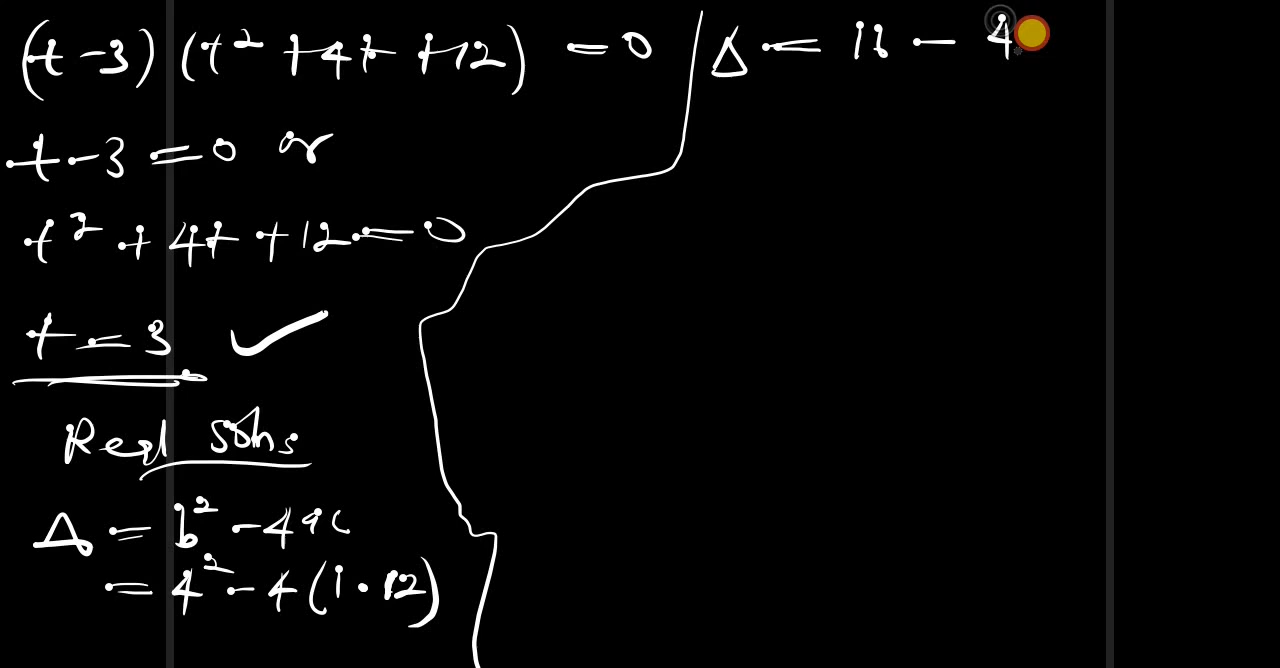 (t-3)(t²+4t+12)=0
t-3=0 or
t²+4t+12=0
t=3 ✓
Real solns
Δ=b²-4ac
=4²-4(1·12)
Δ=16-4